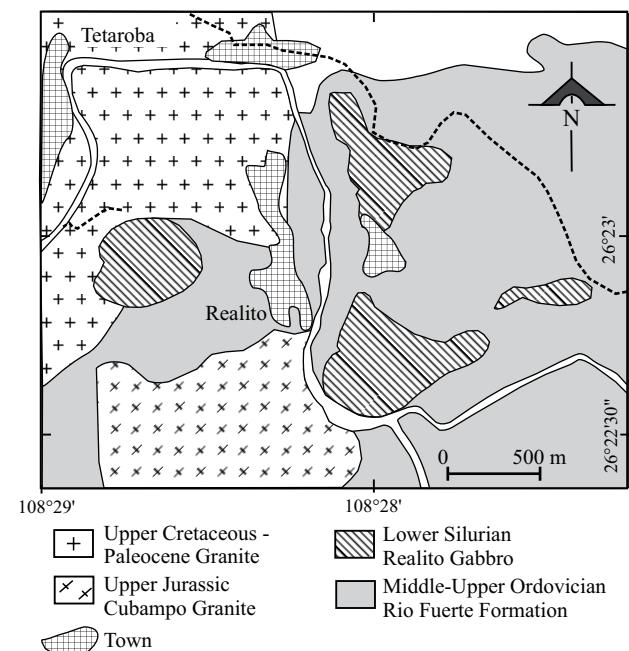 Tetaroba
N
26°23'
Realito
26°22'30"
0 500 m
108°29'
108°28'
Upper Cretaceous -
Paleocene Granite
Lower Silurian
Realito Gabbro
Upper Jurassic
Cubampo Granite
Middle-Upper Ordovician
Rio Fuerte Formation
Town